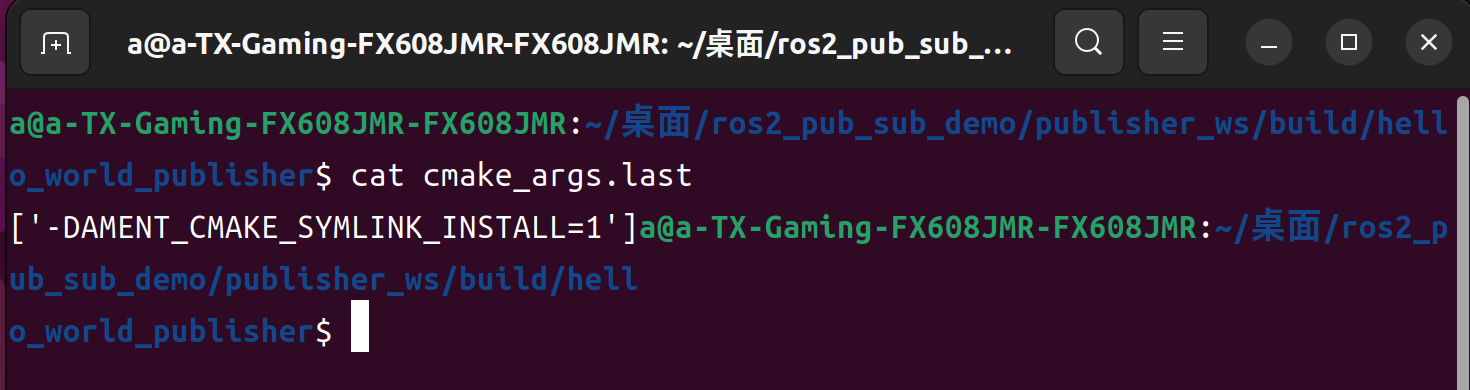 a@a-TX-Gaming-FX608JMR-FX608JMR: ~/桌面/ros2_pub_sub_…
a@a-TX-Gaming-FX608JMR-FX608JMR:~/桌面/ros2_pub_sub_demo/publisher_ws/build/hell
o_world_publisher$ cat cmake_args.last
['-DAMENT_CMAKE_SYMLINK_INSTALL=1']a@a-TX-Gaming-FX608JMR-FX608JMR:~/桌面/ros2_p
ub_sub_demo/publisher_ws/build/hell
o_world_publisher$